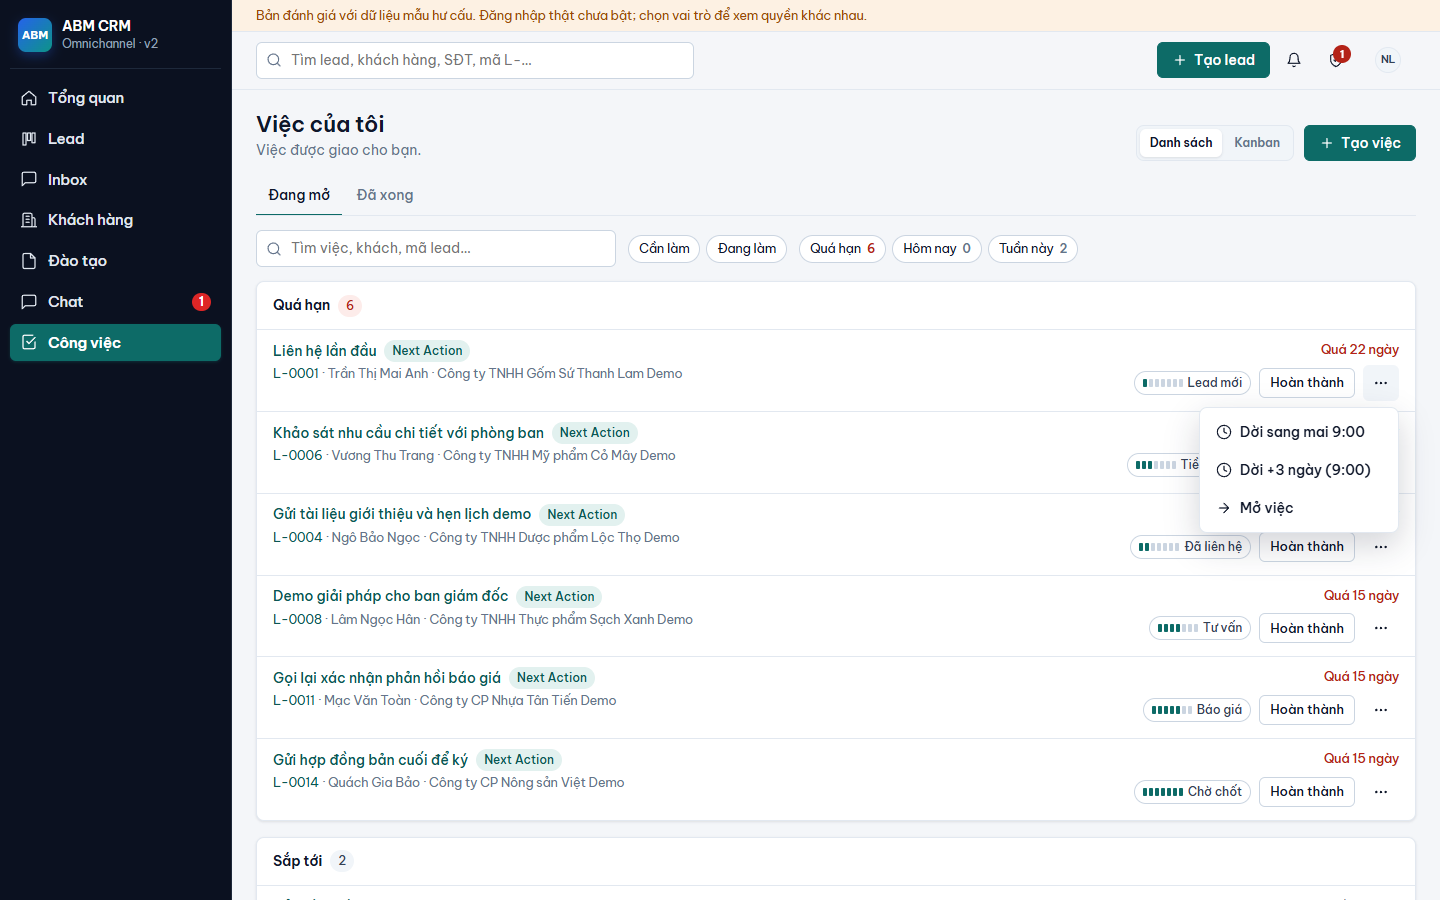 ABM
ABM CRM
Omnichannel · v2
Tổng quan
Lead
Inbox
Khách hàng
Đào tạo
Chat
1
Công việc
Bản đánh giá với dữ liệu mẫu hư cấu. Đăng nhập thật chưa bật; chọn vai trò để xem quyền khác nhau.
Tìm lead, khách hàng, SĐT, mã L-...
Tạo lead
1
NL
Việc của tôi
Việc được giao cho bạn.
Danh sách
Kanban
Tạo việc
Đang mở
Đã xong
Tìm việc, khách, mã lead...
Cần làm
Đang làm
Quá hạn 6
Hôm nay 0
Tuần này 2
Quá hạn 6
Liên hệ lần đầu Next Action
Quá 22 ngày
L-0001 · Trần Thị Mai Anh · Công ty TNHH Gốm Sứ Thanh Lam Demo
Lead mới
Hoàn thành
Dời sang mai 9:00
Dời +3 ngày (9:00)
Mở việc
Khảo sát nhu cầu chi tiết với phòng ban Next Action
L-0006 · Vương Thu Trang · Công ty TNHH Mỹ phẩm Cỏ Mây Demo
Gửi tài liệu giới thiệu và hẹn lịch demo Next Action
L-0004 · Ngô Bảo Ngọc · Công ty TNHH Dược phẩm Lộc Thọ Demo
Đã liên hệ
Hoàn thành
Demo giải pháp cho ban giám đốc Next Action
Quá 15 ngày
L-0008 · Lâm Ngọc Hân · Công ty TNHH Thực phẩm Sạch Xanh Demo
Tư vấn
Hoàn thành
Gọi lại xác nhận phản hồi báo giá Next Action
Quá 15 ngày
L-0011 · Mạc Văn Toàn · Công ty CP Nhựa Tân Tiến Demo
Báo giá
Hoàn thành
Gửi hợp đồng bản cuối để ký Next Action
Quá 15 ngày
L-0014 · Quách Gia Bảo · Công ty CP Nông sản Việt Demo
Chờ chốt
Hoàn thành
Sắp tới 2